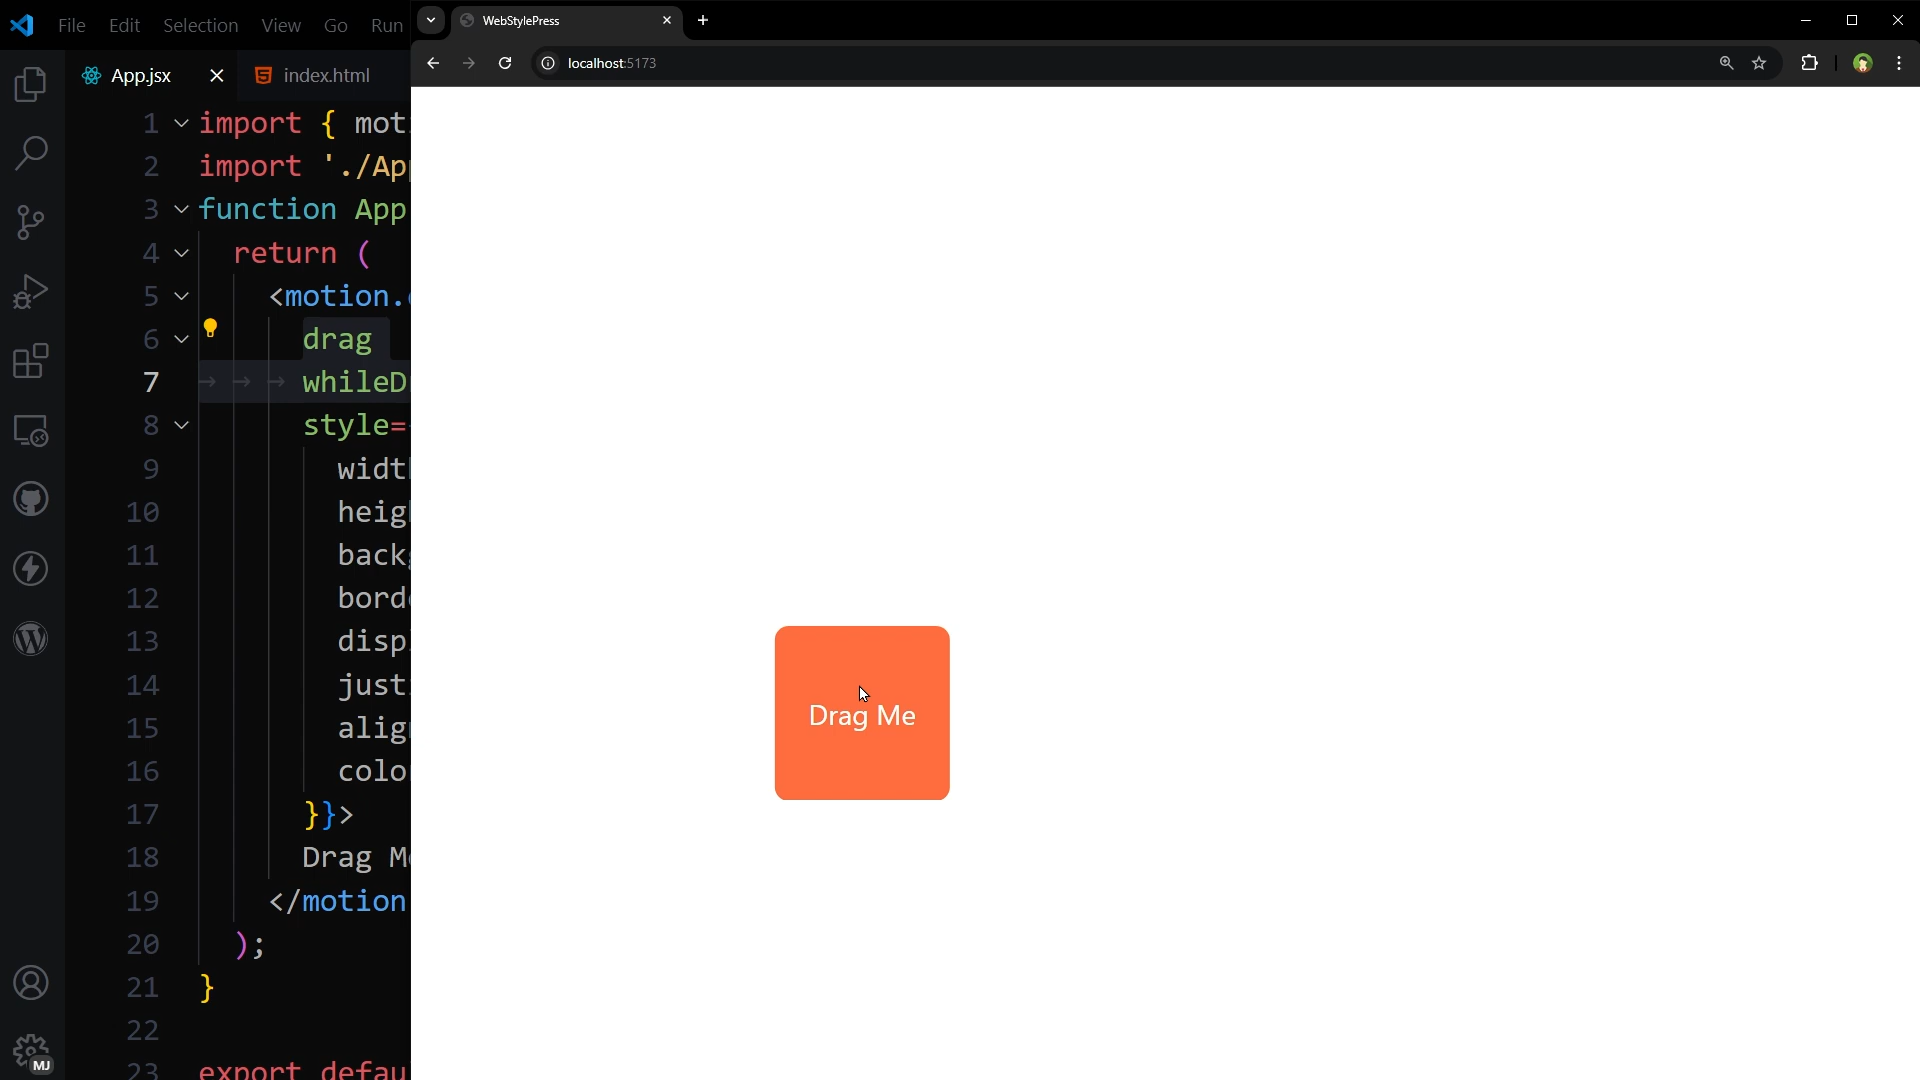 File Edit Selection View Go Run
WebStylePress
localhost:5173
App.jsx
index.html
1 import { mot
2 import './Ap
3 function App
4 return (
5 <motion.
6 drag
7 whileD
8 style=
9 widt
10 heig
11 back
12 bord
13 disp
14 just
15 alig
16 colo
17 }}>
18 Drag M
19 </motion
20 );
21 }
22
23 export defau
Drag Me
MJ